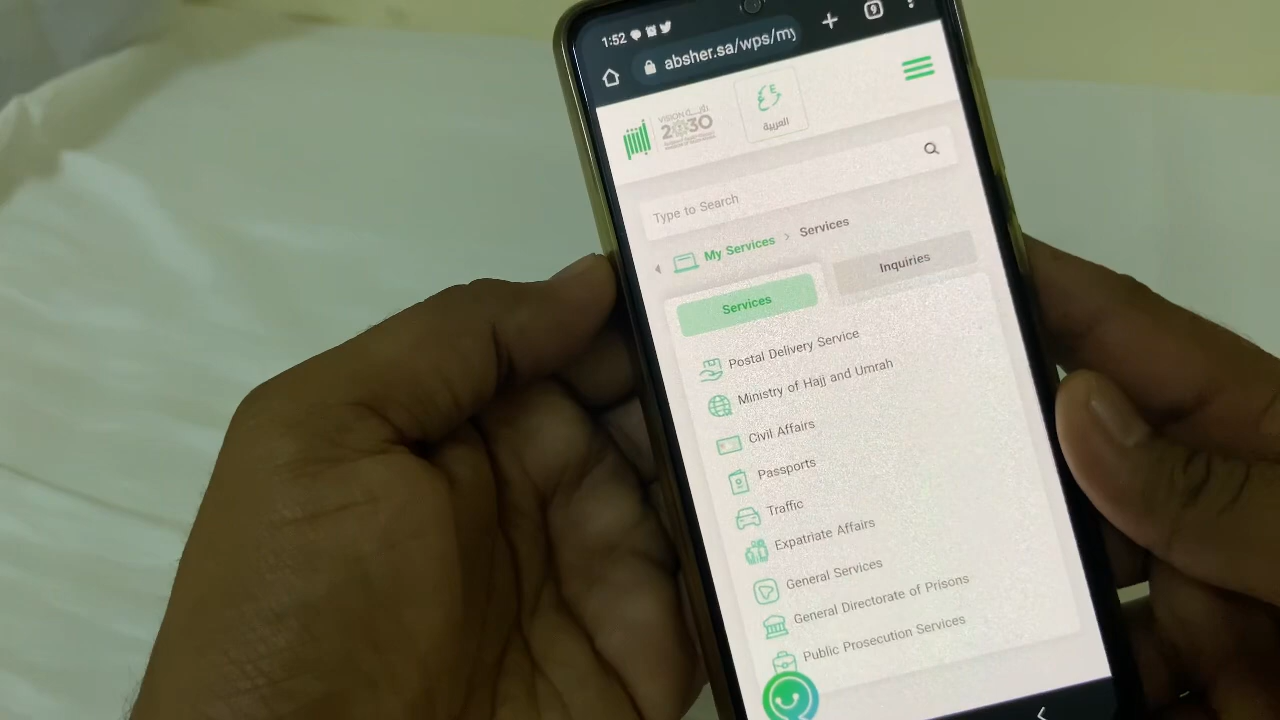 1:52
absher.sa/wps/my
9
VISION
2030
E
ع
العربية
Type to Search
My Services > Services
Services
Inquiries
Postal Delivery Service
Ministry of Hajj and Umrah
Civil Affairs
Passports
Traffic
Expatriate Affairs
General Services
General Directorate of Prisons
Public Prosecution Services